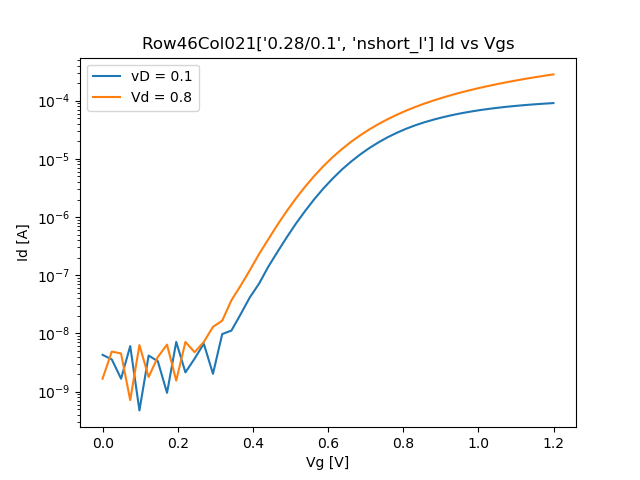 Row46Col021['0.28/0.1', 'nshort_l'] Id vs Vgs
vD = 0.1
Vd = 0.8
Id [A]
10⁻⁴
10⁻⁵
10⁻⁶
10⁻⁷
10⁻⁸
10⁻⁹
0.0 0.2 0.4 0.6 0.8 1.0 1.2
Vg [V]